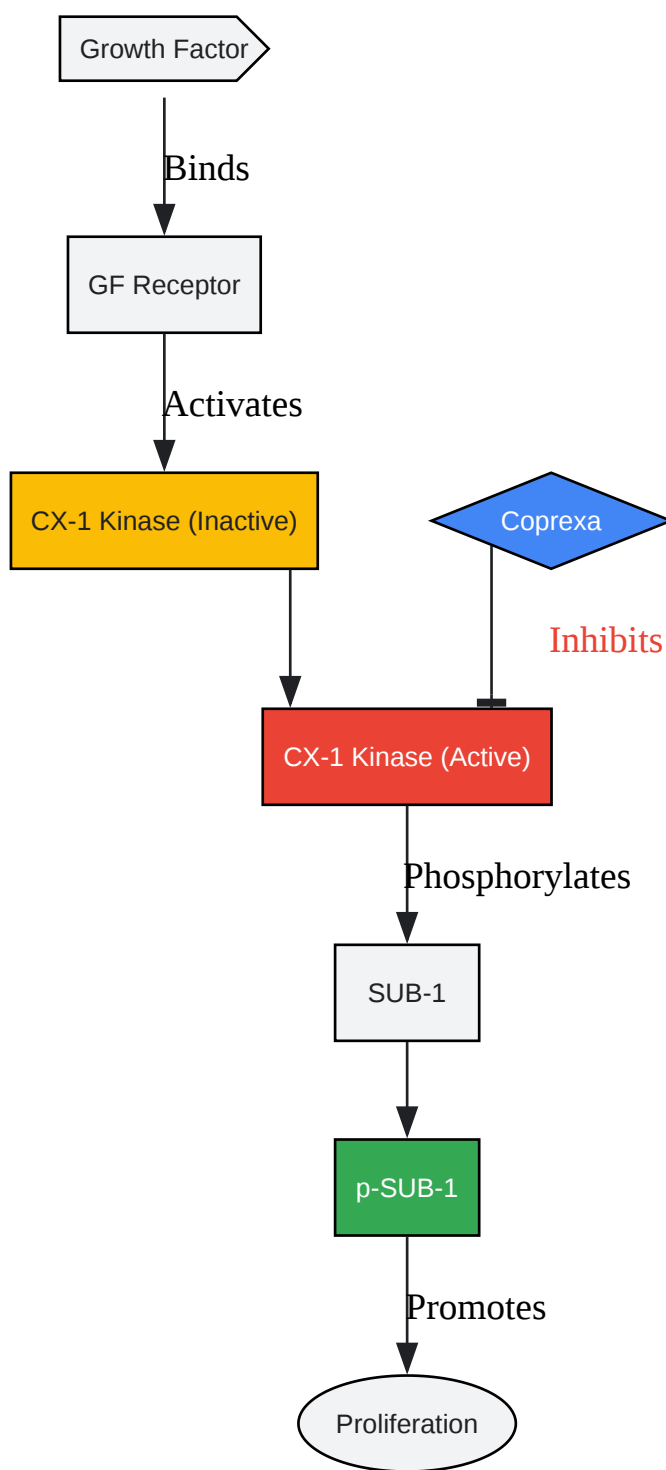 Growth Factor
Binds
GF Receptor
Activates
CX-1 Kinase (Inactive)
Coprexa
Inhibits
CX-1 Kinase (Active)
Phosphorylates
SUB-1
p-SUB-1
Promotes
Proliferation